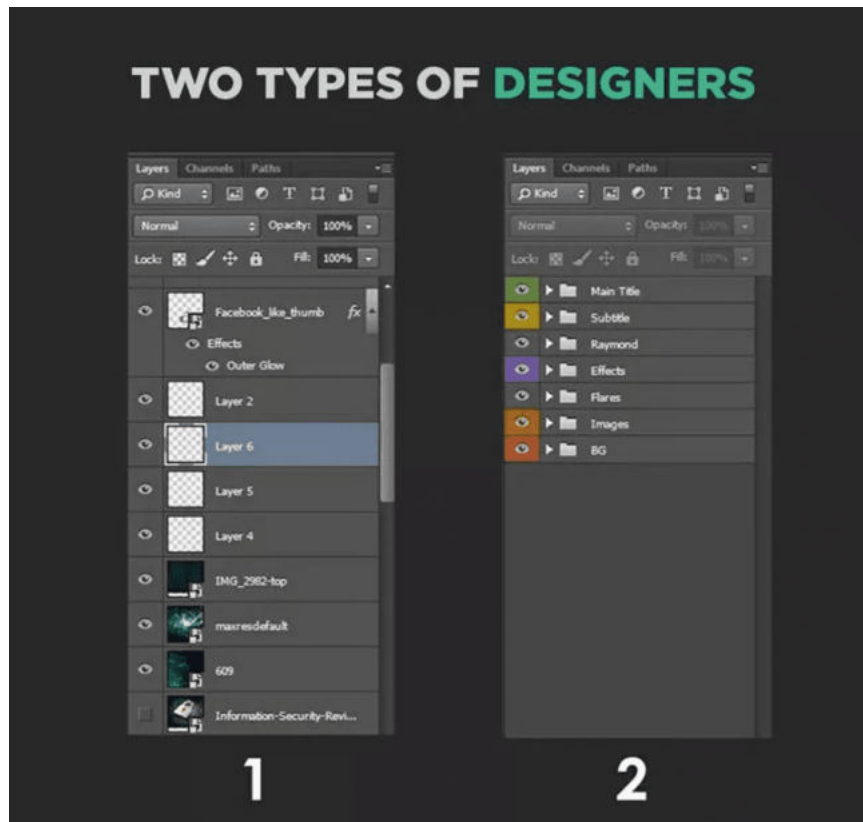 TWO TYPES OF DESIGNERS
Layers Channels Paths
Kind T
Normal Opacity: 100%
Lock: Fill: 100%
Facebook_like_thumb fx
Effects
Outer Glow
Layer 2
Layer 6
Layer 5
Layer 4
IMG_2982-top
maxresdefault
609
Information-Security-Revi...
1
Layers Channels Paths
Kind T
Normal Opacity: 100%
Lock: Fill: 100%
Main Title
Subtitle
Raymond
Effects
Flares
Images
BG
2